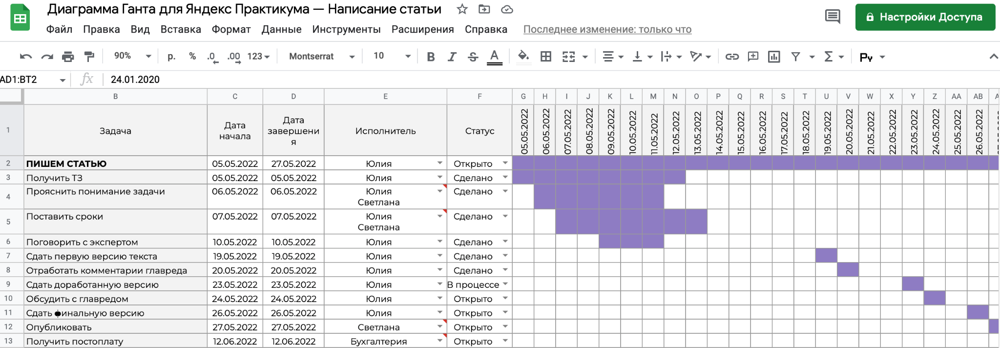 Диаграмма Ганта для Яндекс Практикума — Написание статьи
Настройки Доступа
Файл Правка Вид Вставка Формат Данные Инструменты Расширения Справка Последнее изменение: только что
90% р. % .0 .00 123 Montserrat 10 B I S A Σ Ру
AD1:BT2 fx 24.01.2020
B C D E F G H I J K L M N O P Q R S T U V W X Y Z AA AB
1 Задача Дата начала Дата завершения Исполнитель Статус 05.05.2022 06.05.2022 07.05.2022 08.05.2022 09.05.2022 10.05.2022 11.05.2022 12.05.2022 13.05.2022 14.05.2022 15.05.2022 16.05.2022 17.05.2022 18.05.2022 19.05.2022 20.05.2022 21.05.2022 22.05.2022 23.05.2022 24.05.2022 25.05.2022 26.05.2022
2 ПИШЕМ СТАТЬЮ 05.05.2022 27.05.2022 Юлия Открыто
3 Получить ТЗ 05.05.2022 05.05.2022 Юлия Сделано
4 Прояснить понимание задачи 06.05.2022 06.05.2022 Юлия Сделано
Светлана
5 Поставить сроки 07.05.2022 07.05.2022 Юлия Сделано
Светлана
6 Поговорить с экспертом 10.05.2022 10.05.2022 Юлия Сделано
7 Сдать первую версию текста 19.05.2022 19.05.2022 Юлия Сделано
8 Отработать комментарии главреда 20.05.2022 20.05.2022 Юлия Сделано
9 Сдать доработанную версию 23.05.2022 23.05.2022 Юлия В процессе
10 Обсудить с главредом 24.05.2022 24.05.2022 Юлия Открыто
11 Сдать финальную версию 26.05.2022 26.05.2022 Юлия Открыто
12 Опубликовать 27.05.2022 27.05.2022 Светлана Открыто
13 Получить постоплату 12.06.2022 12.06.2022 Бухгалтерия Открыто